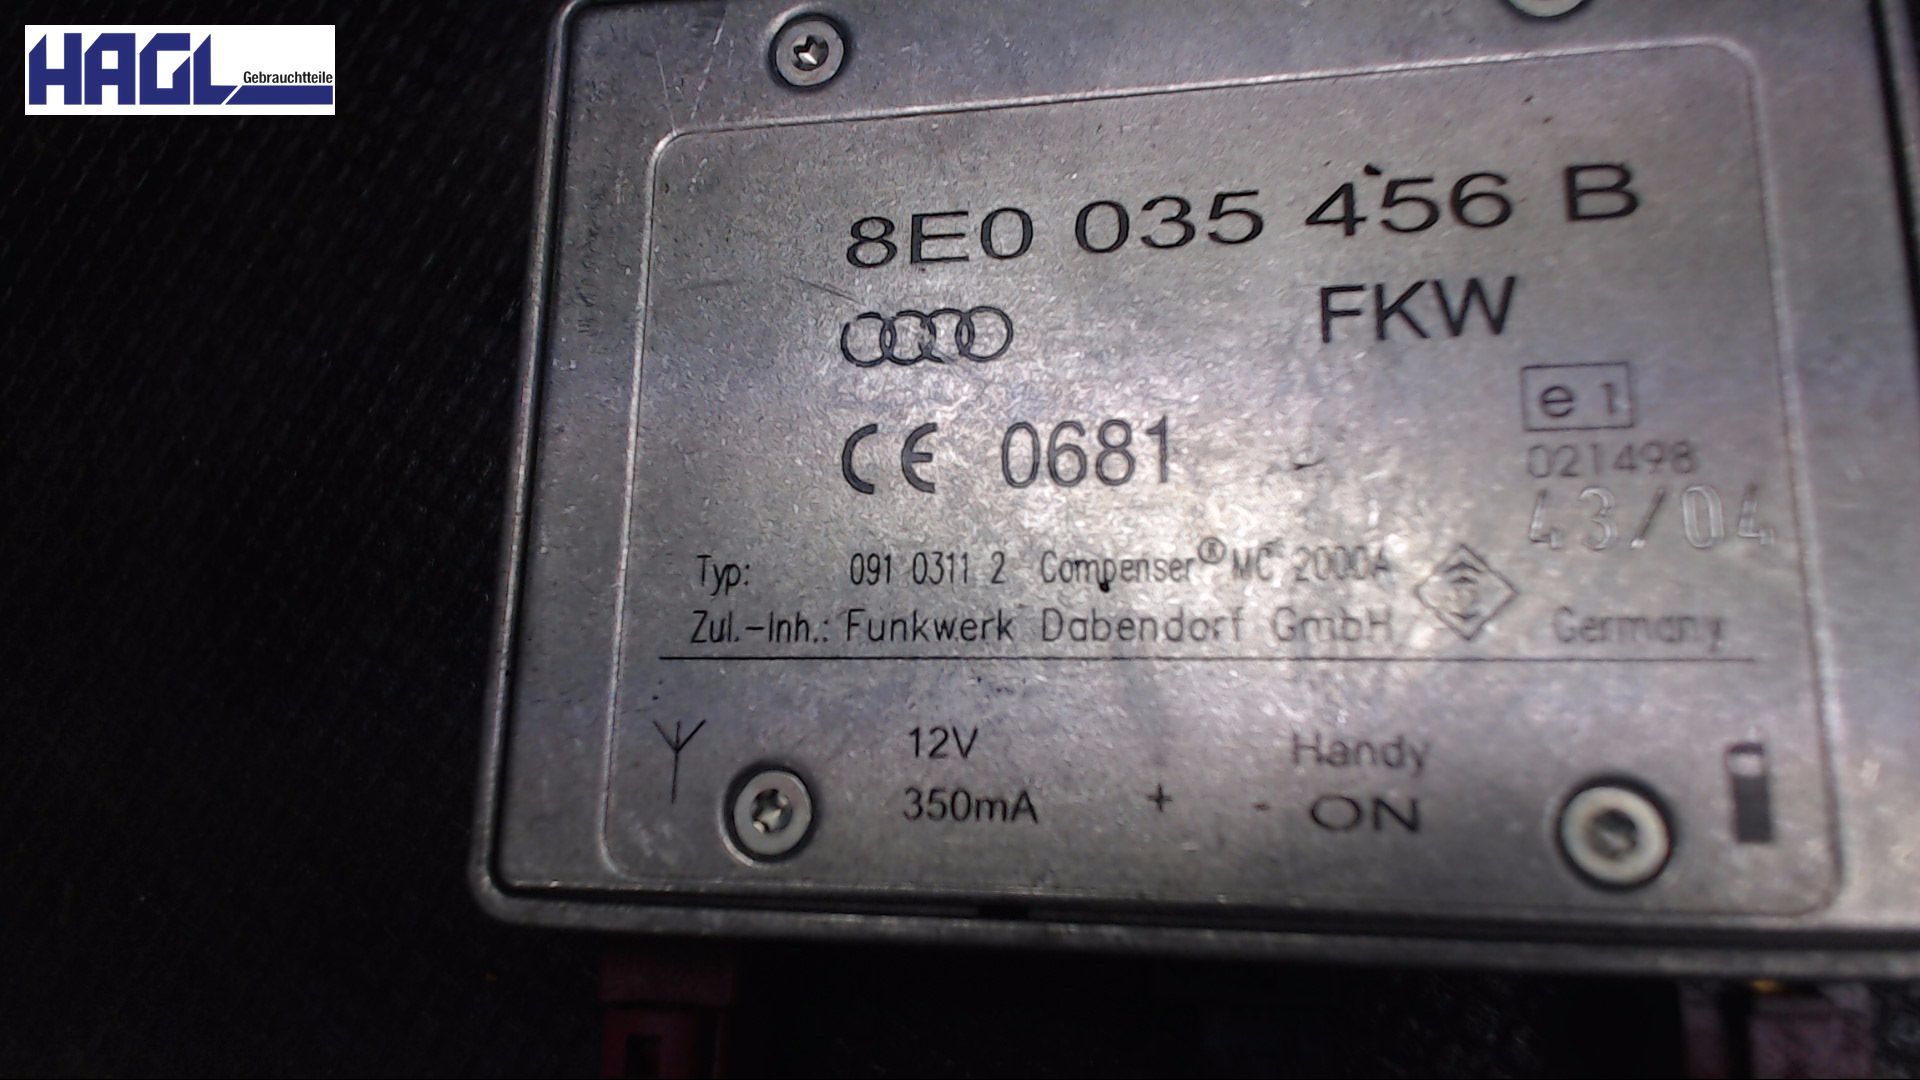 HAGL
Gebrauchtteile
8E0 035 456 B
FKW
CE 0681
e1
021498
43/04
Typ: 091 0311 2 Compenser® MC 2000A
Zul.-Inh.: Funkwerk Dabendorf GmbH Germany
12V
350mA + -
Handy
ON